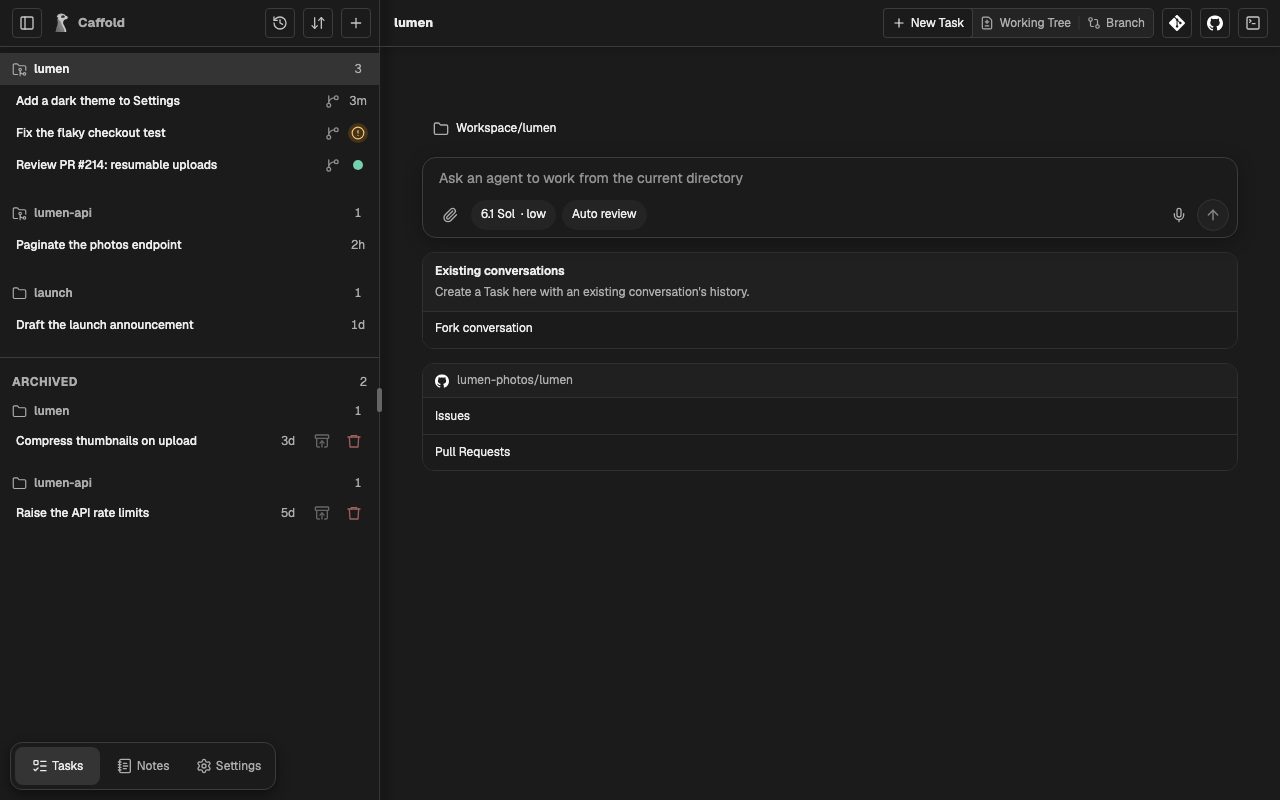 Caffold
lumen
3
Add a dark theme to Settings
3m
Fix the flaky checkout test
Review PR #214: resumable uploads
lumen-api
1
Paginate the photos endpoint
2h
launch
1
Draft the launch announcement
1d
ARCHIVED
2
lumen
1
Compress thumbnails on upload
3d
lumen-api
1
Raise the API rate limits
5d
Tasks
Notes
Settings
lumen
New Task
Working Tree
Branch
Workspace/lumen
Ask an agent to work from the current directory
6.1 Sol · low
Auto review
Existing conversations
Create a Task here with an existing conversation's history.
Fork conversation
lumen-photos/lumen
Issues
Pull Requests